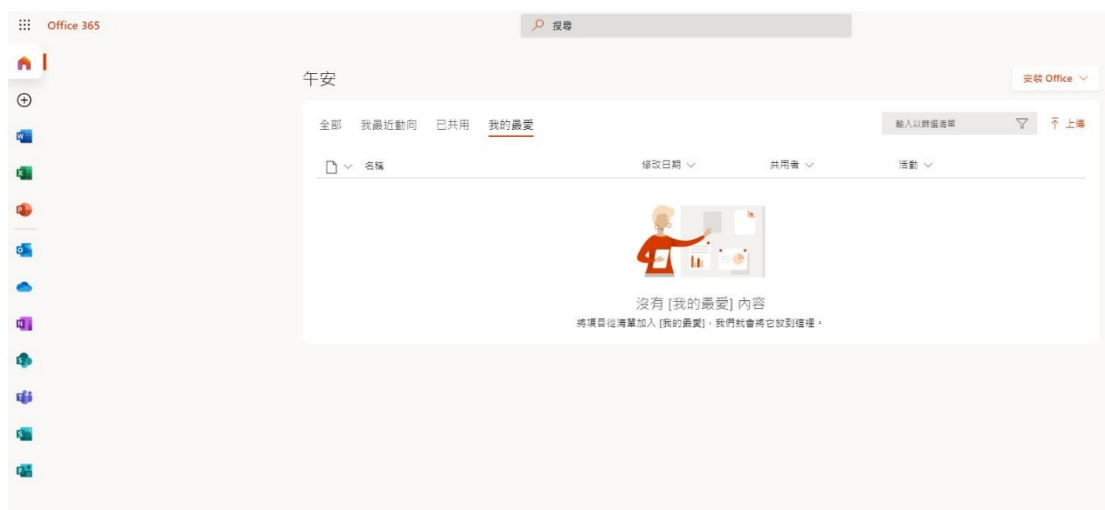 Office 365
搜尋
午安
安裝 Office
全部 我最近動向 已共用 我的最愛
輸入以篩選清單
上傳
名稱 修改日期 共用者 活動
沒有 [我的最愛] 內容
將項目從清單加入 [我的最愛]，我們就會將它放到這裡。